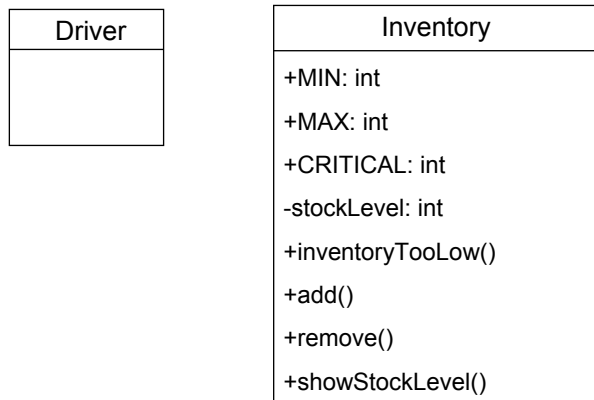 Driver
Inventory
+MIN: int
+MAX: int
+CRITICAL: int
-stockLevel: int
+inventoryTooLow()
+add()
+remove()
+showStockLevel()